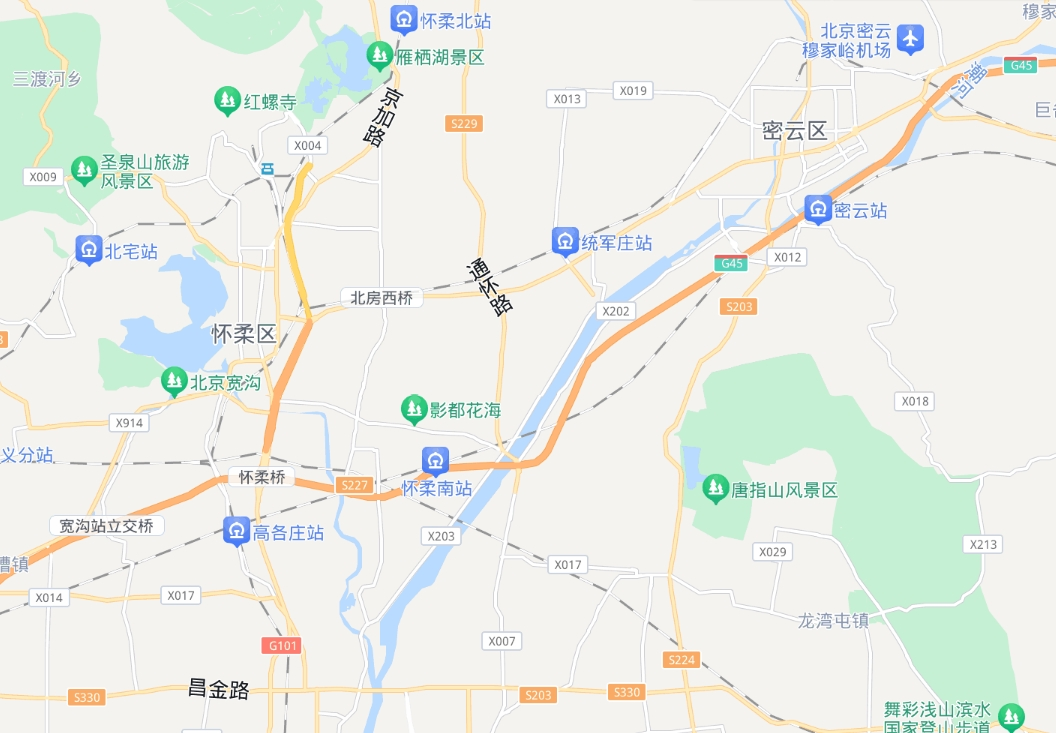 怀柔北站
北京密云
穆家峪机场
穆家
雁栖湖景区
G45
潮河
三渡河乡
红螺寺
京加路
X013
X019
S229
密云区
巨各
X004
圣泉山旅游
风景区
X009
密云站
北宅站
统军庄站
G45
X012
通怀路
北房西桥
X202
S203
怀柔区
北京宽沟
X018
影都花海
X914
义分站
怀柔桥
S227
怀柔南站
唐指山风景区
宽沟站立交桥
高各庄站
X203
X029
X213
漕镇
X017
X014
X017
龙湾屯镇
G101
X007
S224
昌金路
S330
S203
S330
舞彩浅山滨水
国家登山步道